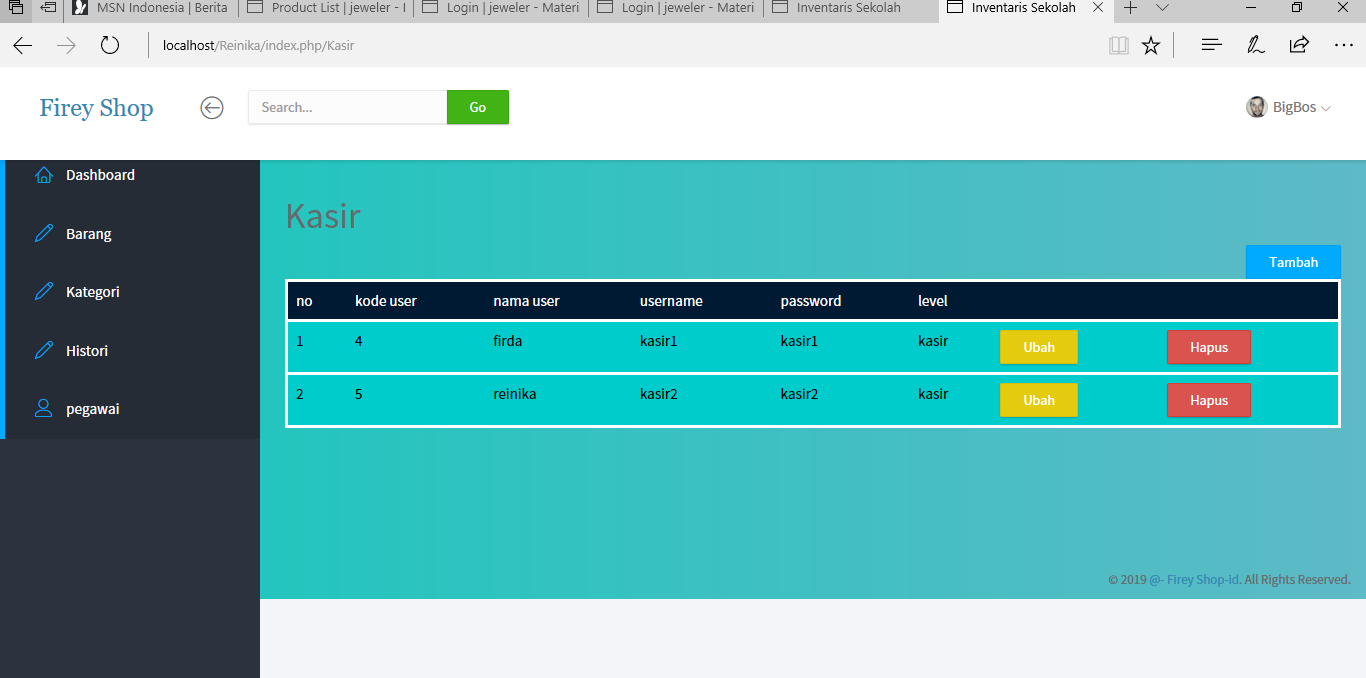 MSN Indonesia | Berita Product List | jeweler - I Login | jeweler - Materi Login | jeweler - Materi Inventaris Sekolah Inventaris Sekolah
localhost/Reinika/index.php/Kasir
Firey Shop Search... Go BigBos
Dashboard
Barang
Kategori
Histori
pegawai
Kasir
Tambah
no kode user nama user username password level
1 4 firda kasir1 kasir1 kasir Ubah Hapus
2 5 reinika kasir2 kasir2 kasir Ubah Hapus
© 2019 @- Firey Shop-id. All Rights Reserved.